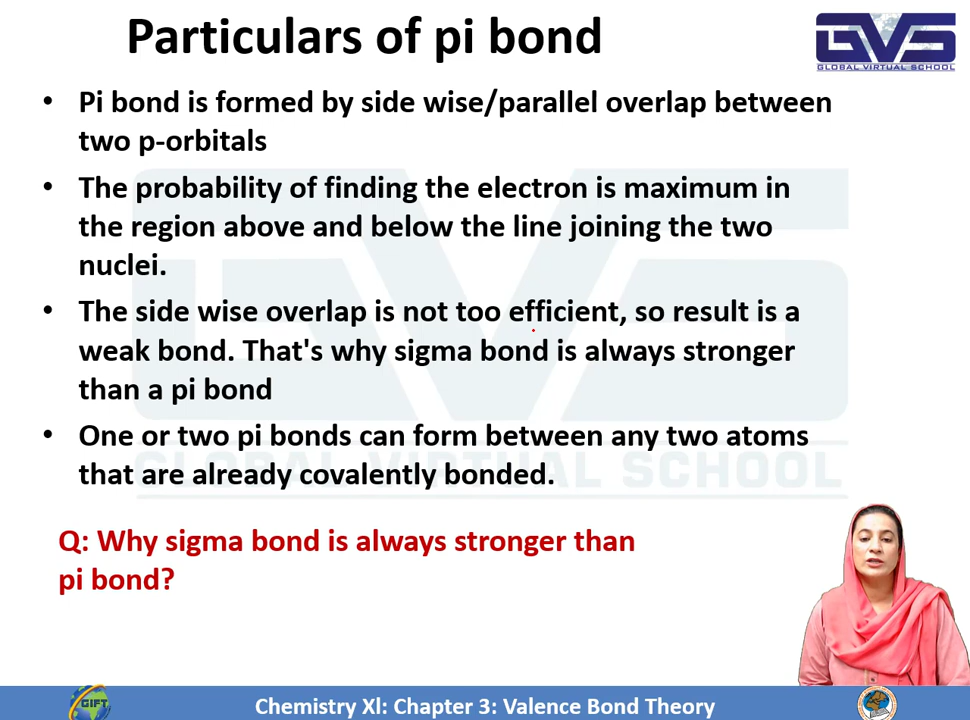 Particulars of pi bond
GVS
GLOBAL VIRTUAL SCHOOL
• Pi bond is formed by side wise/parallel overlap between
two p-orbitals
• The probability of finding the electron is maximum in
the region above and below the line joining the two
nuclei.
• The side wise overlap is not too efficient, so result is a
weak bond. That's why sigma bond is always stronger
than a pi bond
• One or two pi bonds can form between any two atoms
that are already covalently bonded.
GVS
GLOBAL VIRTUAL SCHOOL
Q: Why sigma bond is always stronger than
pi bond?
GIFT
Chemistry Xl: Chapter 3: Valence Bond Theory